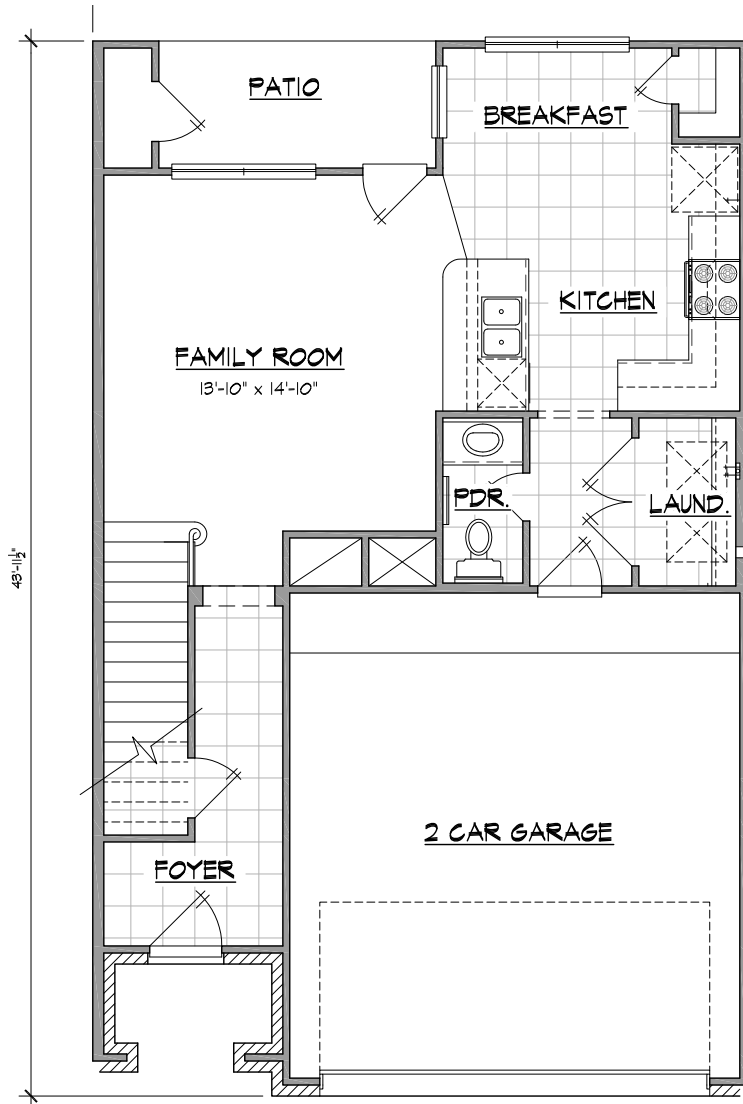 PATIO
BREAKFAST
KITCHEN
FAMILY ROOM
13'-10" x 14'-10"
PDR.
LAUND.
43'-11½"
2 CAR GARAGE
FOYER